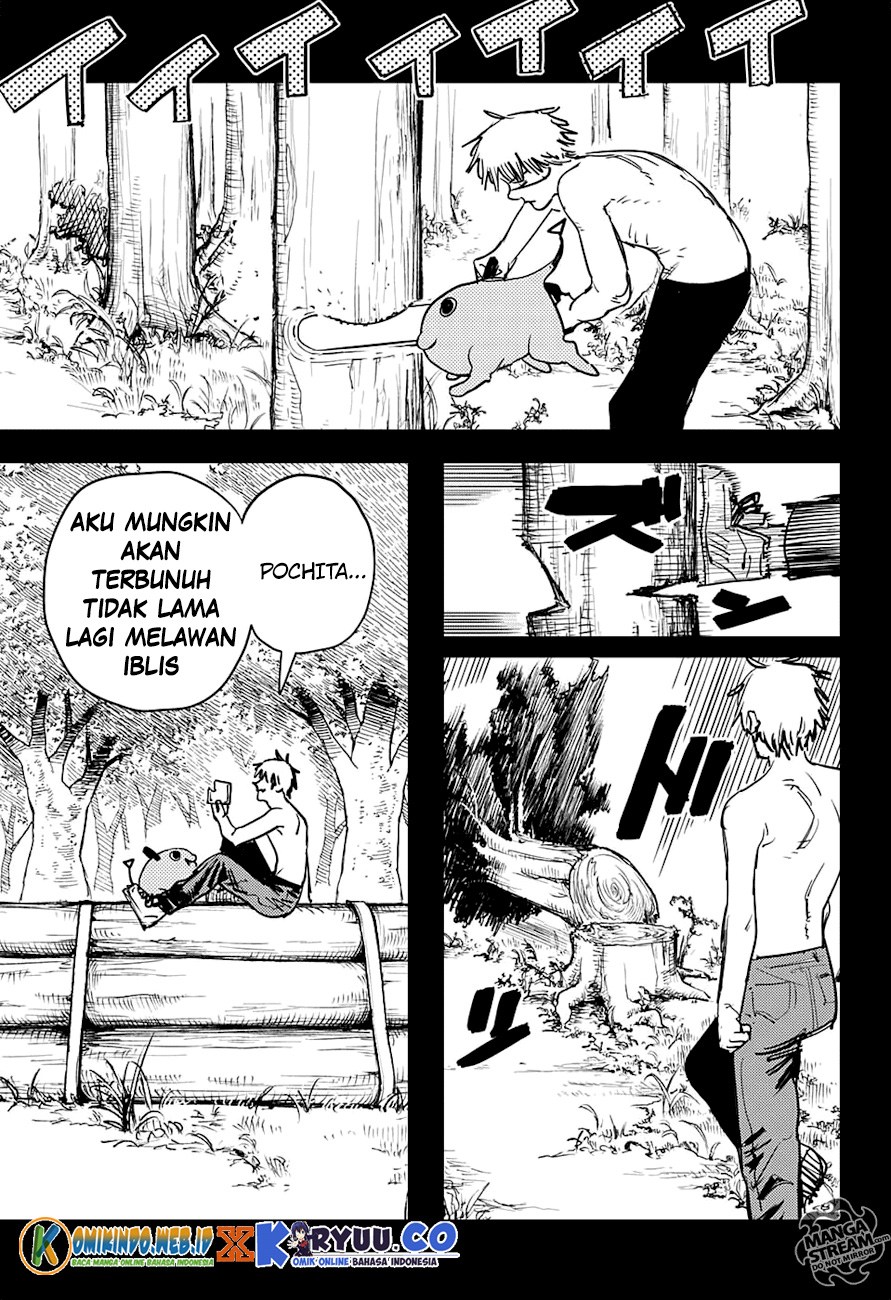 イイイイイイイ
ズズン
ドッ
POCHITA...
AKU MUNGKIN
AKAN
TERBUNUH
TIDAK LAMA
LAGI MELAWAN
IBLIS
KOMIKINDO.WEB.ID X KIRYUU.CO
BACA MANGA ONLINE BAHASA INDONESIA
KOMIK ONLINE BAHASA INDONESIA
MANGA
STREAM.com
DO NOT MIRROR